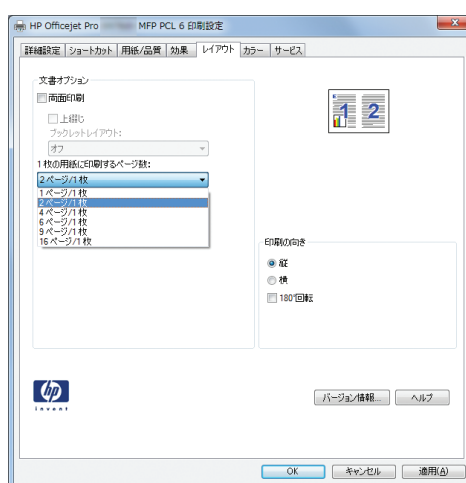 HP Officejet Pro MFP PCL 6 印刷設定
詳細設定 ショートカット 用紙/品質 効果 レイアウト カラー サービス
文書オプション
両面印刷
上綴じ
ブックレットレイアウト:
オフ
1 枚の用紙に印刷するページ数:
2 ページ/1 枚
1 ページ/1 枚
2 ページ/1 枚
4 ページ/1 枚
6 ページ/1 枚
9 ページ/1 枚
16 ページ/1 枚
1 2
印刷の向き
縦
横
180°回転
hp
invent
バージョン情報... ヘルプ
OK キャンセル 適用(A)